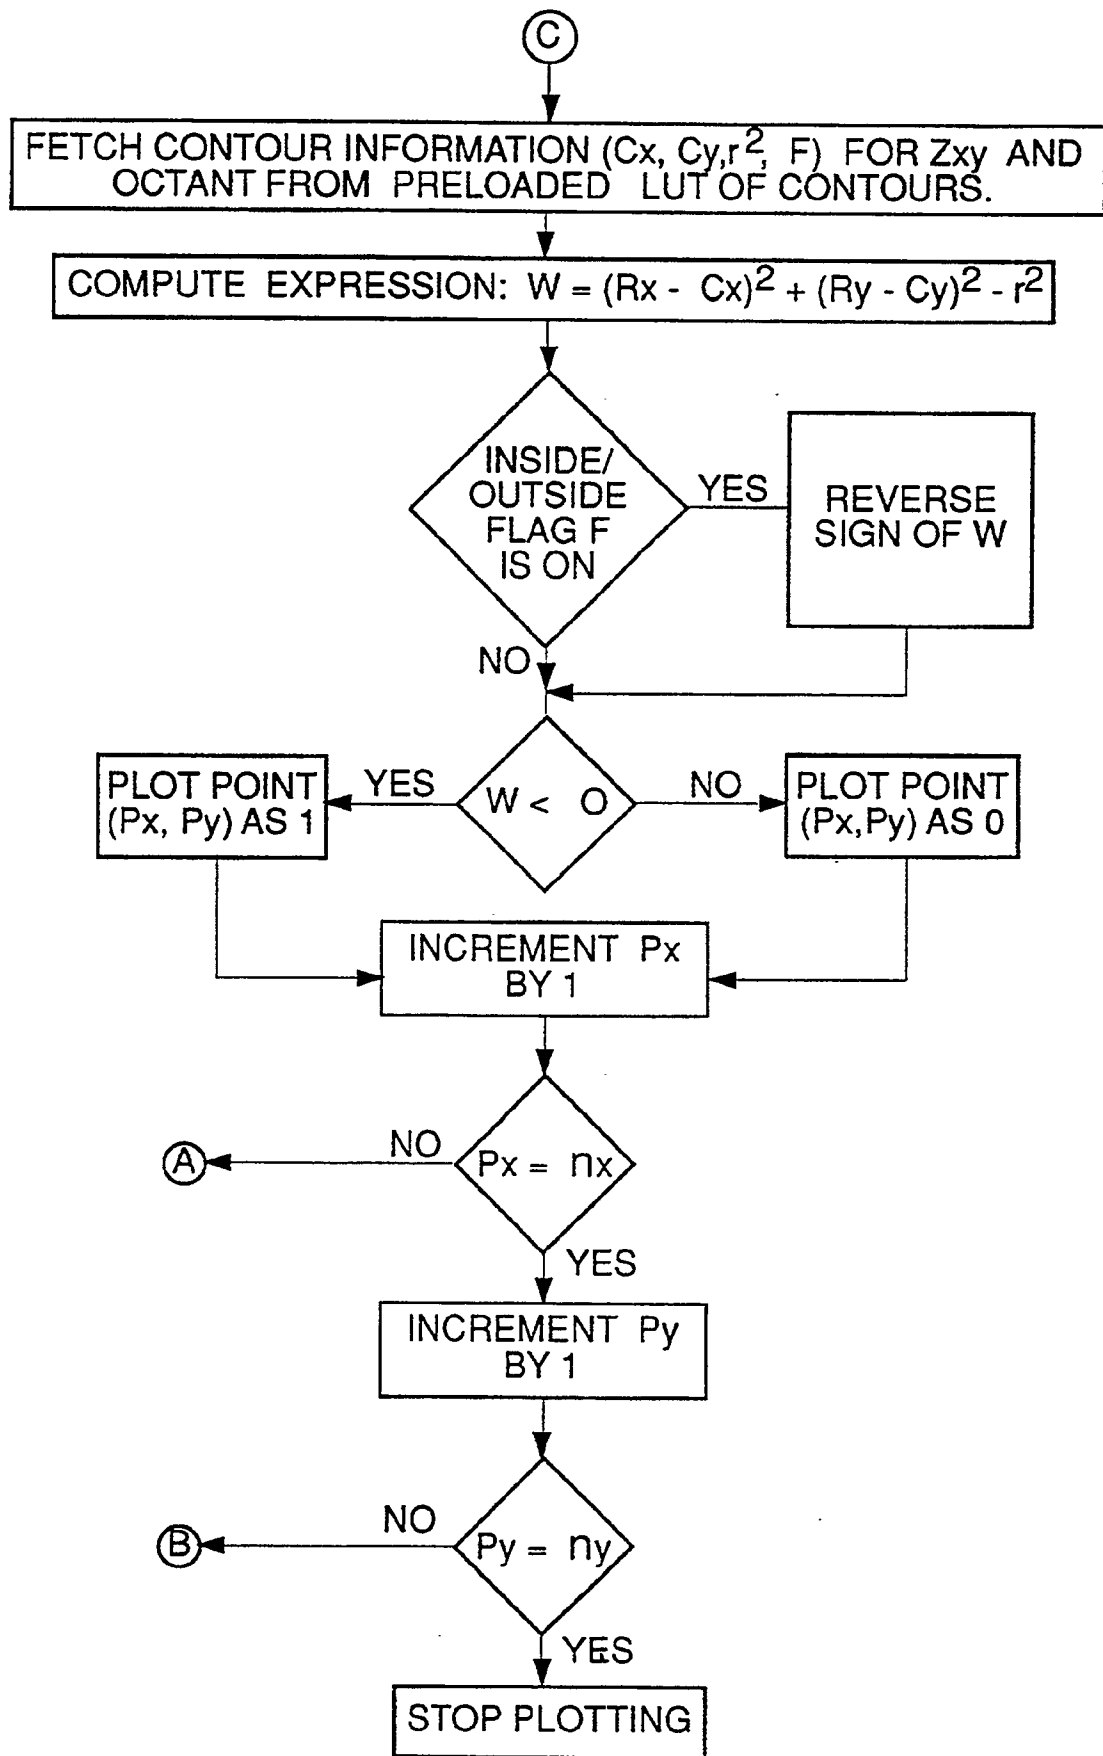 C
FETCH CONTOUR INFORMATION (Cx, Cy,r², F) FOR Zxy AND
OCTANT FROM PRELOADED LUT OF CONTOURS.
COMPUTE EXPRESSION: W = (Rx - Cx)² + (Ry - Cy)² - r²
INSIDE/
OUTSIDE
FLAG F
IS ON
YES
REVERSE
SIGN OF W
NO
PLOT POINT
(Px, Py) AS 1
YES
W < O
NO
PLOT POINT
(Px,Py) AS 0
INCREMENT Px
BY 1
A
NO
Px = nx
YES
INCREMENT Py
BY 1
B
NO
Py = ny
YES
STOP PLOTTING